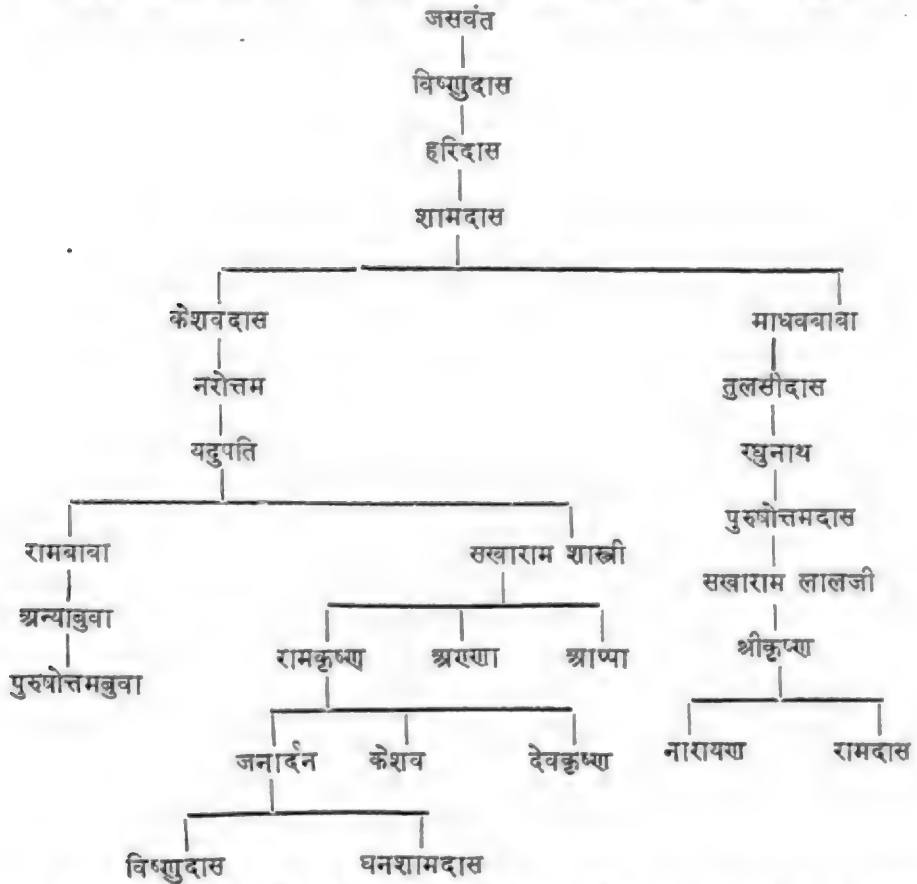 जसवंत
विष्णुदास
हरिदास
शामदास
केशवदास माधवबाबा
नरोत्तम तुलसीदास
यदुपति रघुनाथ
पुरुषोत्तमदास
रामबाबा सखाराम शास्त्री
सखाराम लालजी
अन्याबुवा
रामकृष्ण अण्णा आप्पा श्रीकृष्ण
पुरुषोत्तमबुवा
जनार्दन केशव देवकृष्ण नारायण रामदास
विष्णुदास घनशामदास